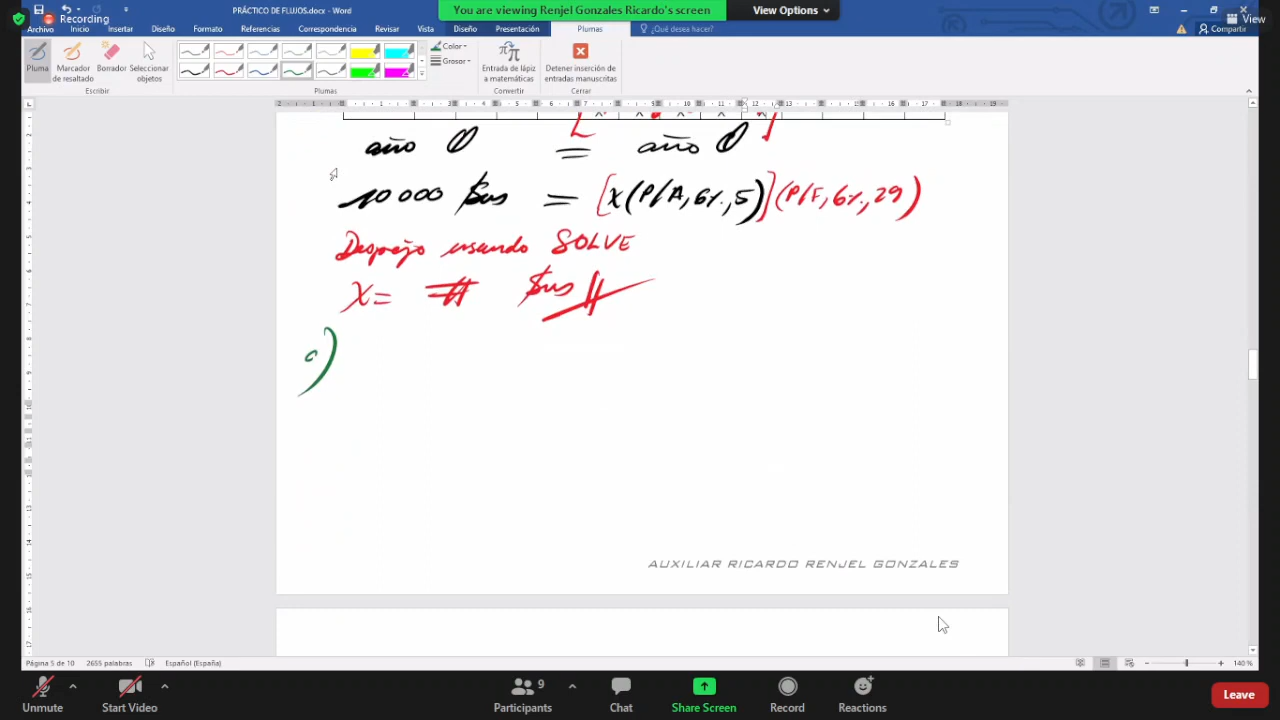 PRÁCTICO DE FLUJOS.docx - Word
You are viewing Renjel Gonzales Ricardo's screen
View Options
Recording
View
Archivo Inicio Insertar Diseño Formato Referencias Correspondencia Revisar Vista Diseño Presentación Plumas ¿Qué desea hacer? Compartir
Pluma
Marcador de resaltado
Borrador
Seleccionar objetos
Color
Grosor
Entrada de lápiz a matemáticas
Detener inserción de entradas manuscritas
Escribir Plumas Convertir Cerrar
año 0 = año 0
10000 $us = [X(P/A, 6%, 5)](P/F, 6%, 29)
Despejo usando SOLVE
X = # $us //
AUXILIAR RICARDO RENJEL GONZALES
Página 5 de 10 2655 palabras Español (España) 140 %
9
Unmute Start Video Participants Chat Share Screen Record Reactions Leave